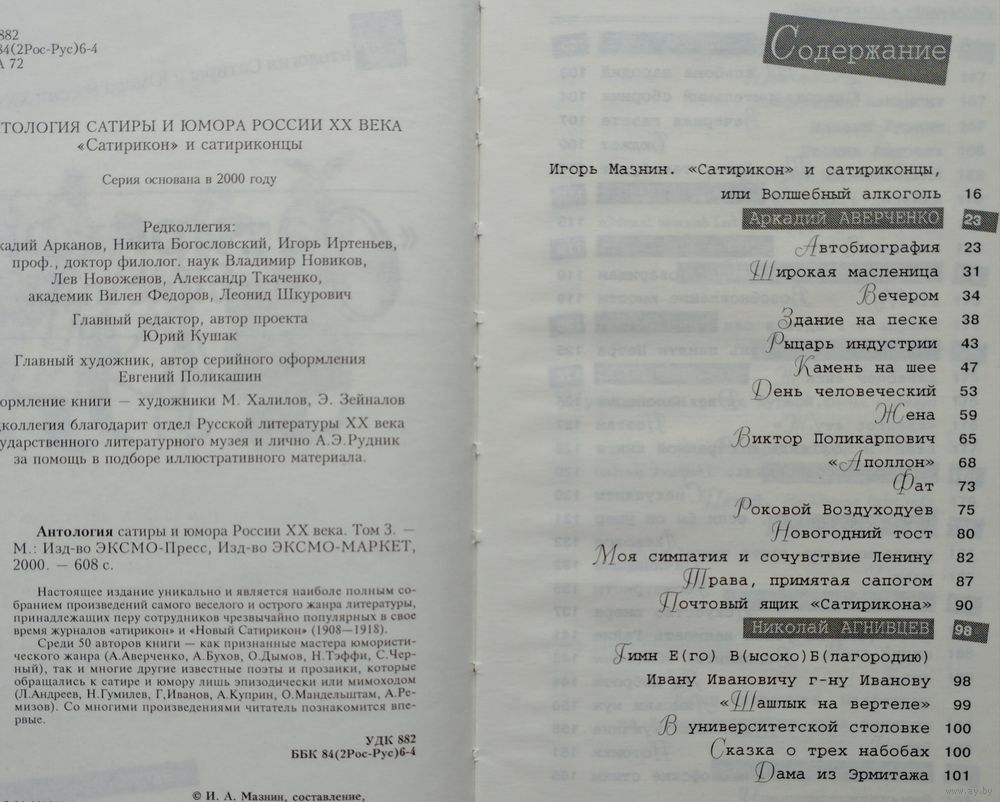 882
84(2Рос-Рус)6-4
А 72
ТОЛОГИЯ САТИРЫ И ЮМОРА РОССИИ XX ВЕКА
«Сатирикон» и сатириконцы
Серия основана в 2000 году
Редколлегия:
кадий Арканов, Никита Богословский, Игорь Иртеньев,
проф., доктор филолог. наук Владимир Новиков,
Лев Новоженов, Александр Ткаченко,
академик Вилен Федоров, Леонид Шкурович
Главный редактор, автор проекта
Юрий Кушак
Главный художник, автор серийного оформления
Евгений Поликашин
ормление книги — художники М. Халилов, Э. Зейналов
дколлегия благодарит отдел Русской литературы XX века
сударственного литературного музея и лично А.Э.Рудник
за помощь в подборе иллюстративного материала.
Антология сатиры и юмора России XX века. Том 3. —
М.: Изд-во ЭКСМО-Пресс, Изд-во ЭКСМО-МАРКЕТ,
2000. — 608 с.
Настоящее издание уникально и является наиболее полным со-
бранием произведений самого веселого и острого жанра литературы,
принадлежащих перу сотрудников чрезвычайно популярных в свое
время журналов «атирикон» и «Новый Сатирикон» (1908—1918).
Среди 50 авторов книги — как признанные мастера юмористи-
ческого жанра (А.Аверченко, А.Бухов, О.Дымов, Н.Тэффи, С.Чер-
ный), так и многие другие известные поэты и прозаики, которые
обращались к сатире и юмору лишь эпизодически или мимоходом
(Л.Андреев, Н.Гумилев, Г,Иванов, А.Куприн, О.Мандельштам, А.Ре-
мизов). Со многими произведениями читатель познакомится впе-
рвые.
УДК 882
ББК 84(2Рос-Рус)6-4
© И. А. Мазнин, составление,
Содержание
Игорь Мазнин. «Сатирикон» и сатириконцы,
или Волшебный алкоголь 16
Аркадий АВЕРЧЕНКО 23
Автобиография 23
Широкая масленица 31
Вечером 34
Здание на песке 38
Рыцарь индустрии 43
Камень на шее 47
День человеческий 53
Жена 59
Виктор Поликарпович 65
«Аполлон» 68
Фат 73
Роковой Воздуходуев 75
Новогодний тост 80
Моя симпатия и сочувствие Ленину 82
Трава, примятая сапогом 87
Почтовый ящик «Сатирикона» 90
Николай АГНИВЦЕВ 98
Гимн Е(го) В(ысоко)Б(лагородию)
Ивану Ивановичу г-ну Иванову 98
«Шашлык на вертеле» 99
В университетской столовке 100
Сказка о трех набобах 100
Дама из Эрмитажа 101
www.ay.by